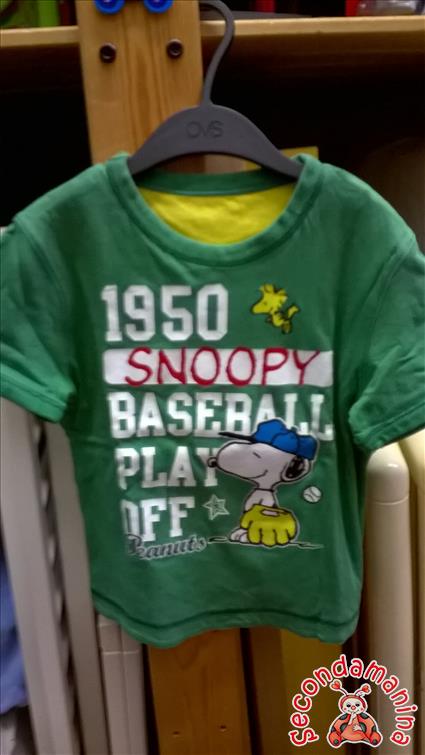 OVS
1950
SNOOPY
BASEBALL
PLAY
OFF
Peanuts
secondamanina